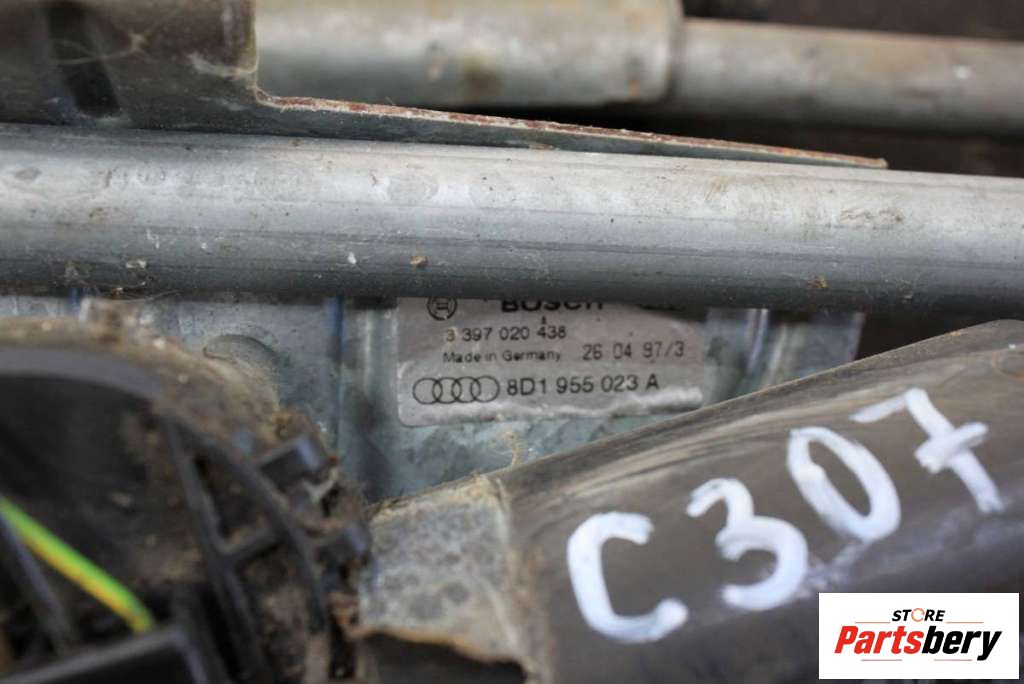 BOSCH
3 397 020 438
Made in Germany 26 04 97/3
8D1 955 023 A
C307
STORE
Partsbery